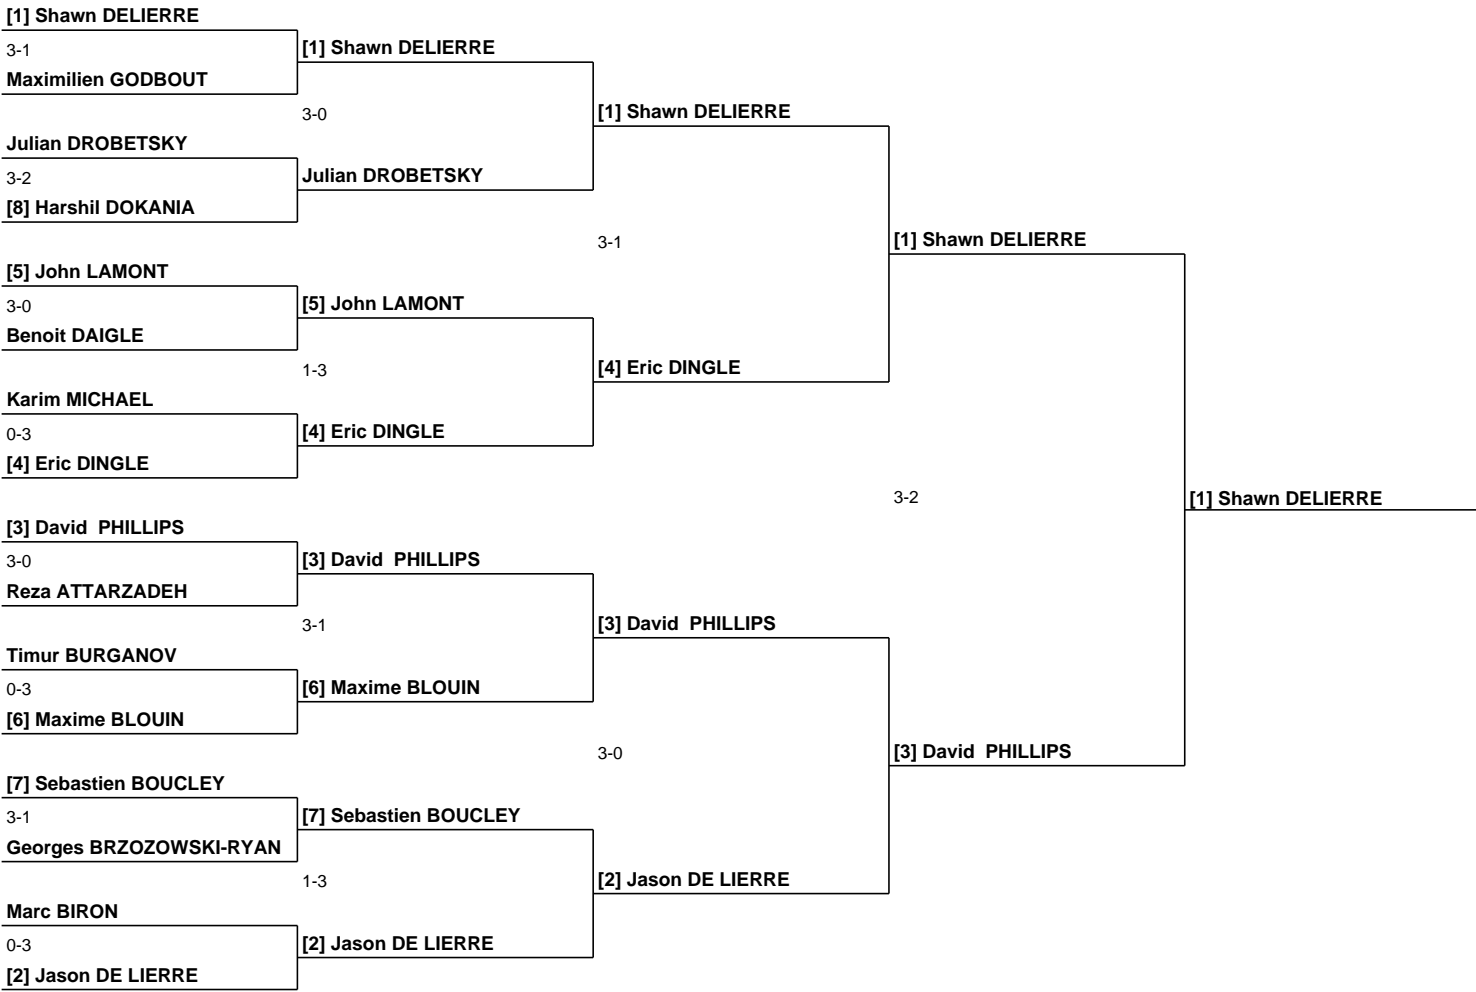 [1] Shawn DELIERRE
3-1
Maximilien GODBOUT
Julian DROBETSKY
3-2
[8] Harshil DOKANIA
[5] John LAMONT
3-0
Benoit DAIGLE
Karim MICHAEL
0-3
[4] Eric DINGLE
[3] David  PHILLIPS
3-0
Reza ATTARZADEH
Timur BURGANOV
0-3
[6] Maxime BLOUIN
[7] Sebastien BOUCLEY
3-1
Georges BRZOZOWSKI-RYAN
Marc BIRON
0-3
[2] Jason DE LIERRE
[1] Shawn DELIERRE
3-0
Julian DROBETSKY
[5] John LAMONT
1-3
[4] Eric DINGLE
[3] David  PHILLIPS
3-1
[6] Maxime BLOUIN
[7] Sebastien BOUCLEY
1-3
[2] Jason DE LIERRE
[1] Shawn DELIERRE
3-1
[4] Eric DINGLE
[3] David  PHILLIPS
3-0
[2] Jason DE LIERRE
[1] Shawn DELIERRE
3-2
[3] David  PHILLIPS
[1] Shawn DELIERRE